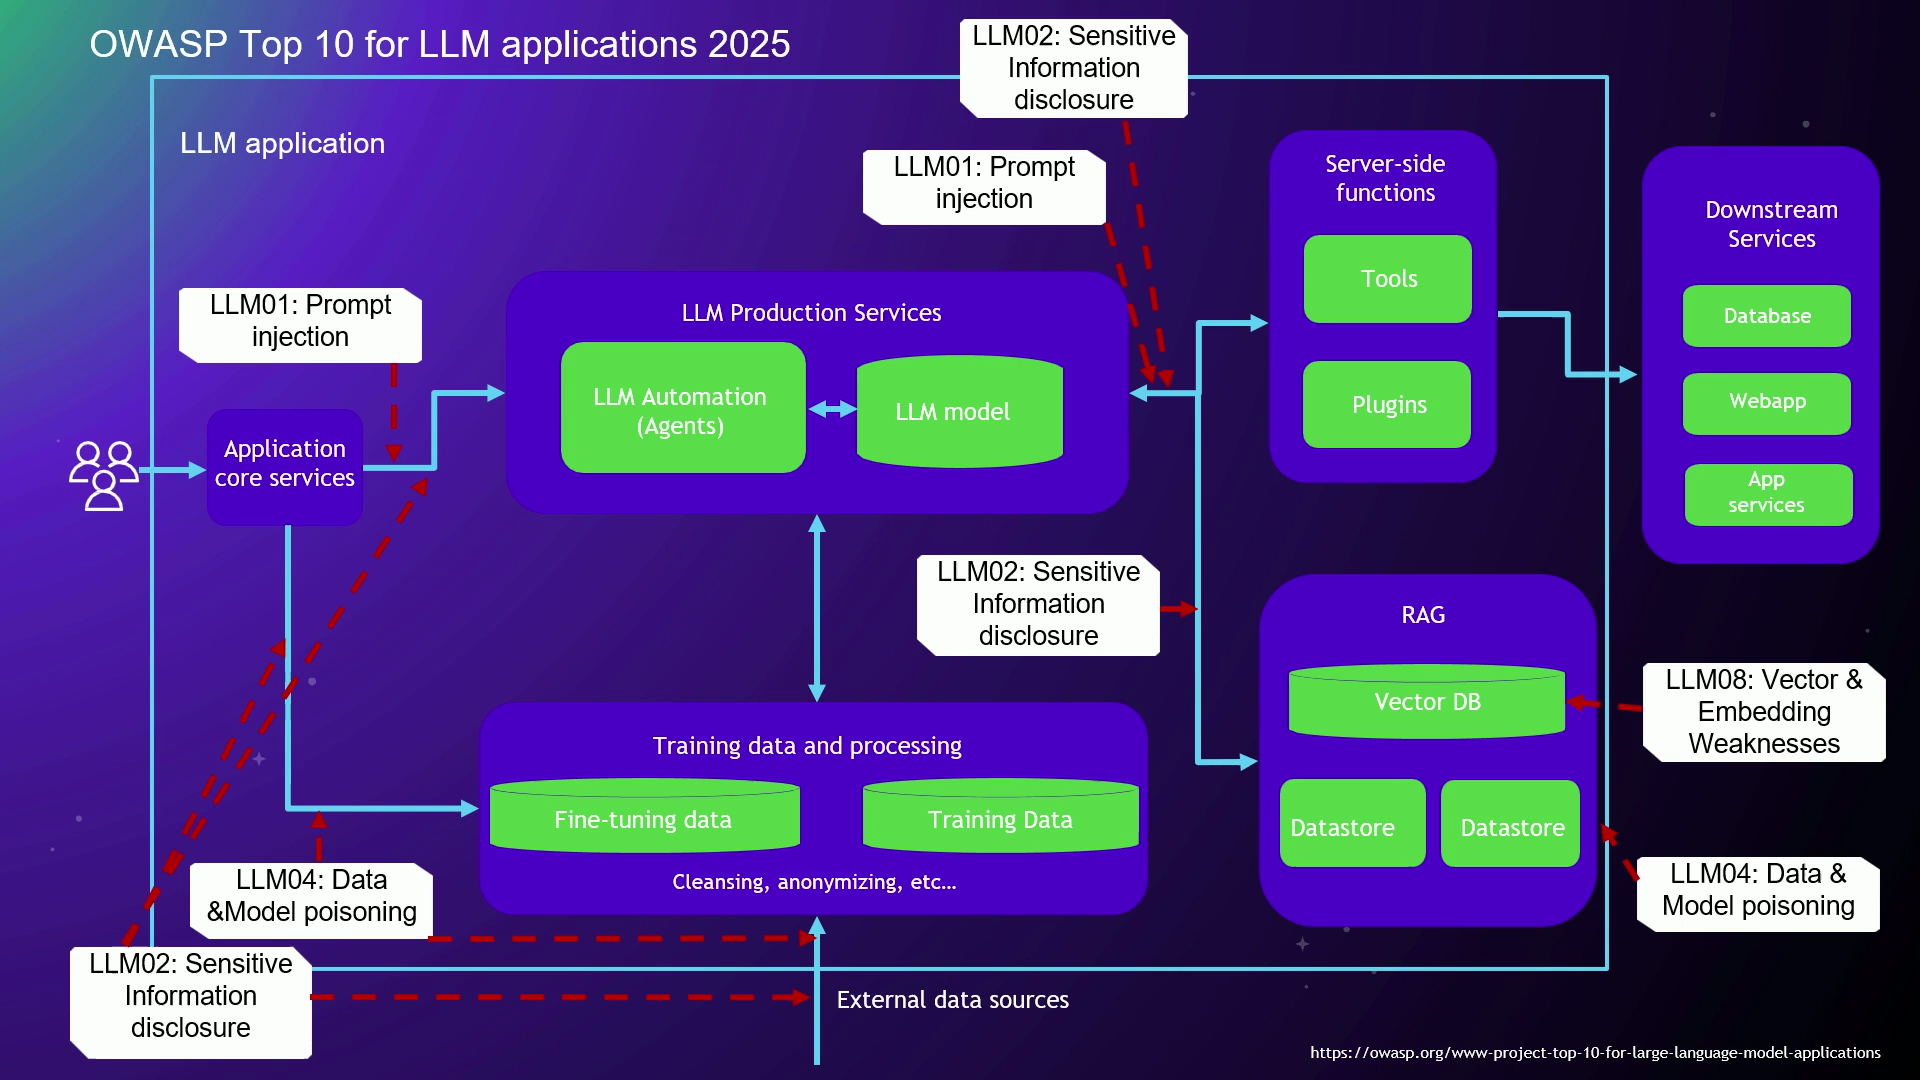 OWASP Top 10 for LLM applications 2025
LLM02: Sensitive
Information
disclosure
LLM application
LLM01: Prompt
injection
Server-side
functions
Tools
Plugins
Downstream
Services
Database
Webapp
App
services
LLM01: Prompt
injection
LLM Production Services
LLM Automation
(Agents)
LLM model
Application
core services
LLM02: Sensitive
Information
disclosure
RAG
Vector DB
Datastore
Datastore
LLM08: Vector &
Embedding
Weaknesses
LLM04: Data &
Model poisoning
Training data and processing
Fine-tuning data
Training Data
Cleansing, anonymizing, etc...
LLM04: Data
&Model poisoning
LLM02: Sensitive
Information
disclosure
External data sources
https://owasp.org/www-project-top-10-for-large-language-model-applications